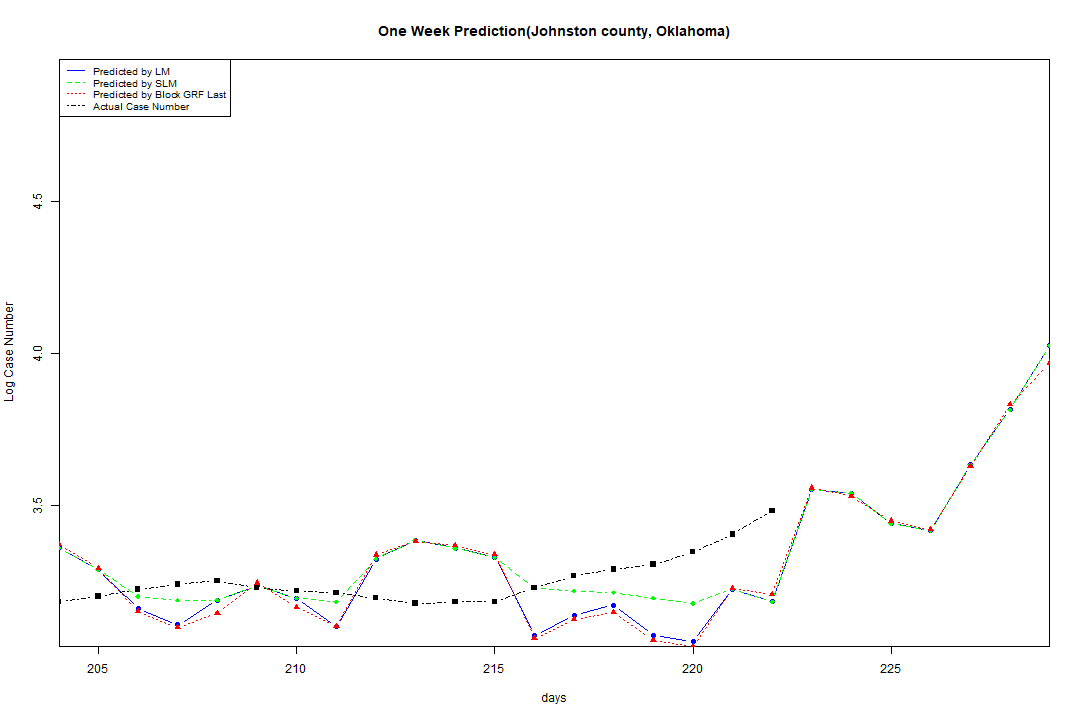 One Week Prediction(Johnston county, Oklahoma)
Predicted by LM
Predicted by SLM
Predicted by Block GRF Last
Actual Case Number
4.5
4.0
3.5
Log Case Number
205
210
215
220
225
days